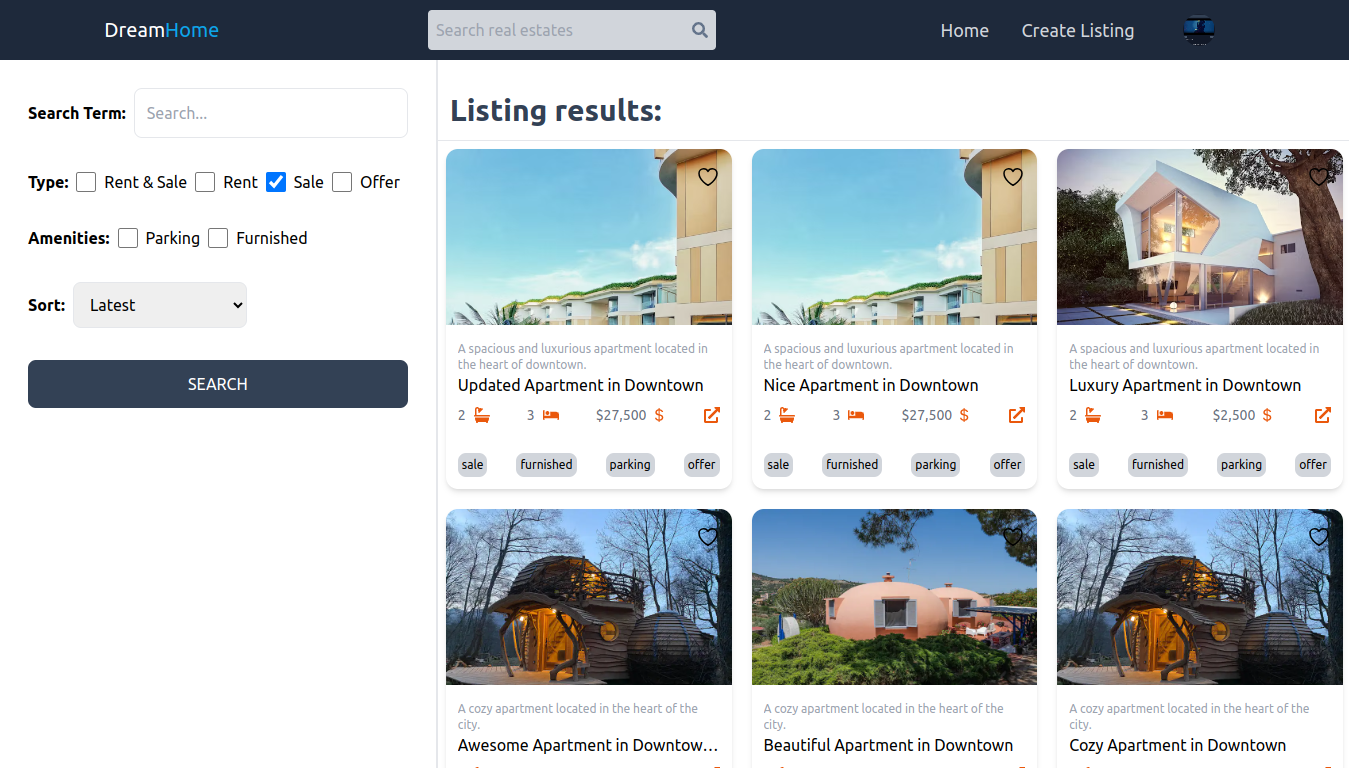 DreamHome
Search real estates
Home
Create Listing
Search Term:
Search...
Type:
Rent & Sale
Rent
Sale
Offer
Amenities:
Parking
Furnished
Sort:
Latest
SEARCH
Listing results:
A spacious and luxurious apartment located in
the heart of downtown.
Updated Apartment in Downtown
2
3
$27,500 $
sale
furnished
parking
offer
A spacious and luxurious apartment located in
the heart of downtown.
Nice Apartment in Downtown
2
3
$27,500 $
sale
furnished
parking
offer
A spacious and luxurious apartment located in
the heart of downtown.
Luxury Apartment in Downtown
2
3
$2,500 $
sale
furnished
parking
offer
A cozy apartment located in the heart of the
city.
Awesome Apartment in Downtow...
A cozy apartment located in the heart of the
city.
Beautiful Apartment in Downtown
A cozy apartment located in the heart of the
city.
Cozy Apartment in Downtown